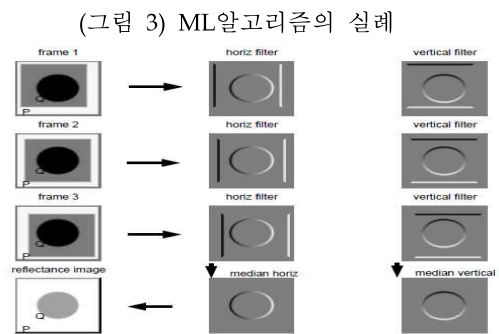 (그림 3) ML알고리즘의 실례
frame 1 horiz filter vertical filter
Q
P
frame 2 horiz filter vertical filter
Q
P
frame 3 horiz filter vertical filter
Q
P
reflectance image median horiz median vertical
Q
P